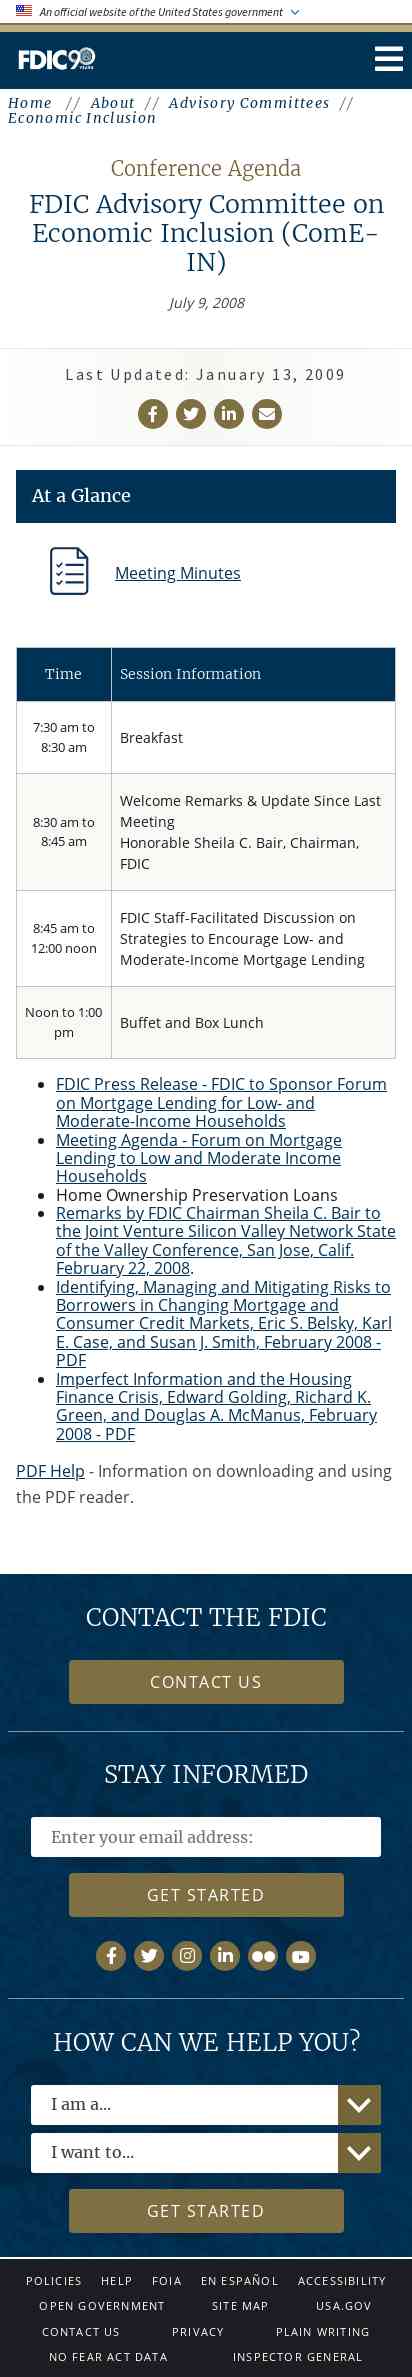 An official website of the United States government
FDIC 90 YEARS
Home // Backslash About // Advisory Committees //
Economic Inclusion
Conference Agenda
FDIC Advisory Committee on
Economic Inclusion (ComE-
IN)
July 9, 2008
Last Updated: January 13, 2009
At a Glance
Meeting Minutes
Time Session Information
7:30 am to
8:30 am
Breakfast
8:30 am to
8:45 am
Welcome Remarks & Update Since Last
Meeting
Honorable Sheila C. Bair, Chairman,
FDIC
8:45 am to
12:00 noon
FDIC Staff-Facilitated Discussion on
Strategies to Encourage Low- and
Moderate-Income Mortgage Lending
Noon to 1:00
pm
Buffet and Box Lunch
FDIC Press Release - FDIC to Sponsor Forum
on Mortgage Lending for Low- and
Moderate-Income Households
Meeting Agenda - Forum on Mortgage
Lending to Low and Moderate Income
Households
Home Ownership Preservation Loans
Remarks by FDIC Chairman Sheila C. Bair to
the Joint Venture Silicon Valley Network State
of the Valley Conference, San Jose, Calif.
February 22, 2008.
Identifying, Managing and Mitigating Risks to
Borrowers in Changing Mortgage and
Consumer Credit Markets, Eric S. Belsky, Karl
E. Case, and Susan J. Smith, February 2008 -
PDF
Imperfect Information and the Housing
Finance Crisis, Edward Golding, Richard K.
Green, and Douglas A. McManus, February
2008 - PDF
PDF Help - Information on downloading and using
the PDF reader.
CONTACT THE FDIC
CONTACT US
STAY INFORMED
Enter your email address:
GET STARTED
HOW CAN WE HELP YOU?
I am a...
I want to...
GET STARTED
POLICIES HELP FOIA EN ESPAÑOL ACCESSIBILITY
OPEN GOVERNMENT SITE MAP USA.GOV
CONTACT US PRIVACY PLAIN WRITING
NO FEAR ACT DATA INSPECTOR GENERAL